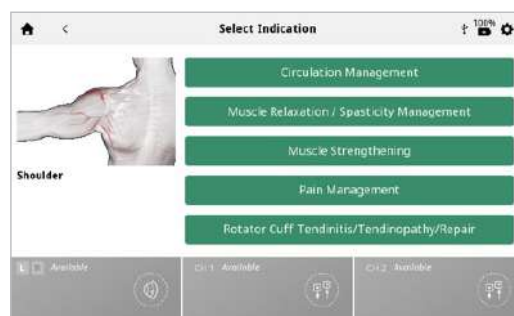 Select Indication
100%
Circulation Management
Muscle Relaxation / Spasticity Management
Muscle Strengthening
Shoulder
Pain Management
Rotator Cuff Tendinitis/Tendinopathy/Repair
L Available
CH 1 Available
CH 2 Available